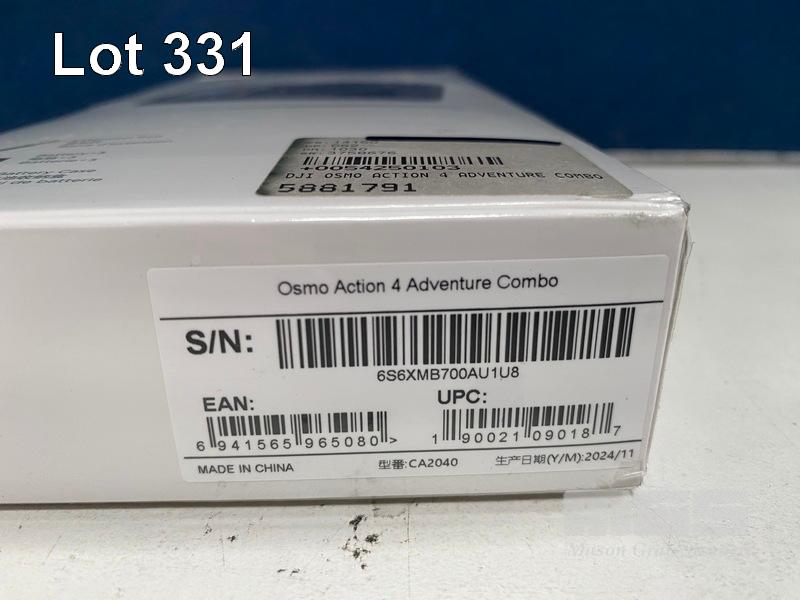 Lot 331
+0054250103
DJI OSMO ACTION 4 ADVENTURE COMBO
5881791
Osmo Action 4 Adventure Combo
S/N:
6S6XMB700AU1U8
EAN:
UPC:
6 941565 965080 >
1 90021 09018 7
MADE IN CHINA
型番:CA2040
生产日期(Y/M):2024/11